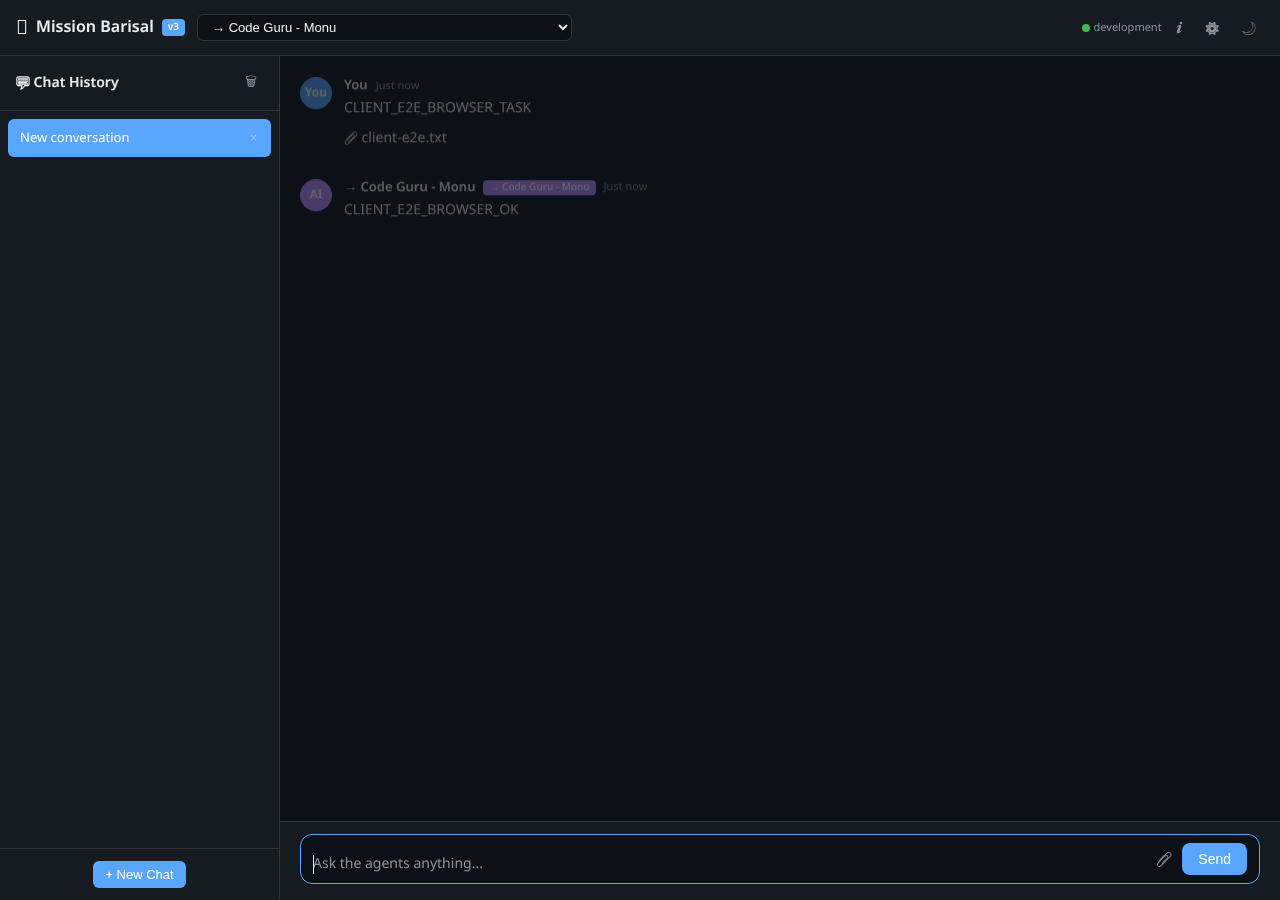 Mission Barisal v3 → Code Guru - Monu development
Chat History
New conversation ×
+ New Chat
You You Just now
CLIENT_E2E_BROWSER_TASK
client-e2e.txt
AI → Code Guru - Monu → Code Guru - Monu Just now
CLIENT_E2E_BROWSER_OK
Ask the agents anything... Send